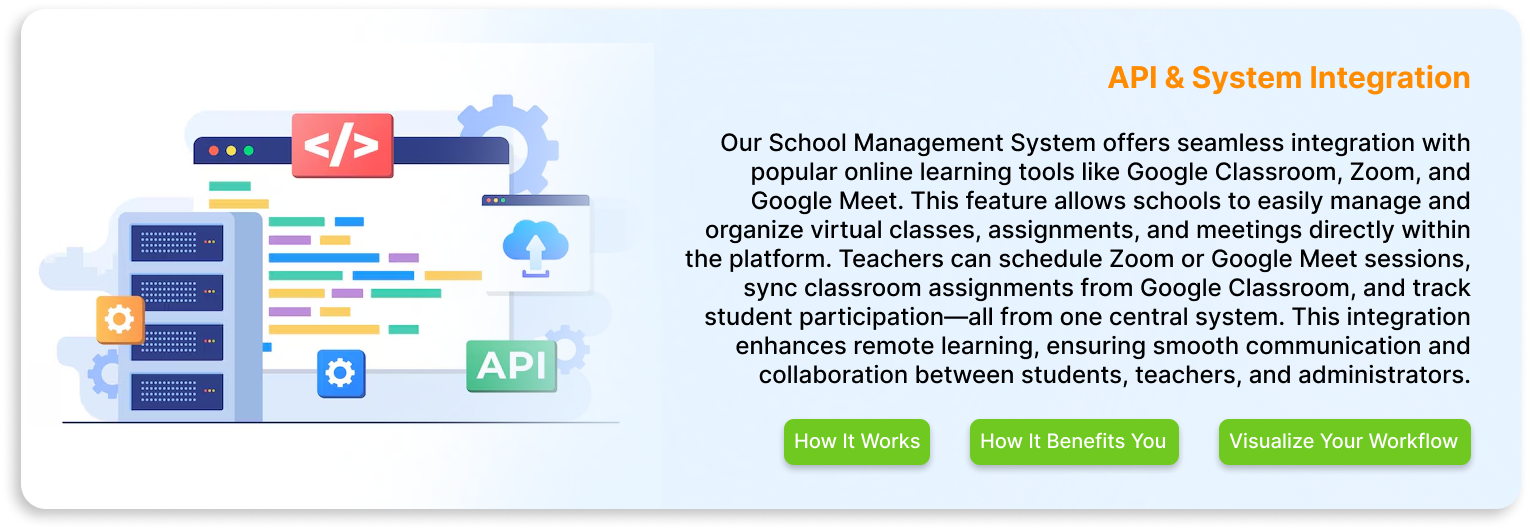 </>
API
API & System Integration
Our School Management System offers seamless integration with
popular online learning tools like Google Classroom, Zoom, and
Google Meet. This feature allows schools to easily manage and
organize virtual classes, assignments, and meetings directly within
the platform. Teachers can schedule Zoom or Google Meet sessions,
sync classroom assignments from Google Classroom, and track
student participation—all from one central system. This integration
enhances remote learning, ensuring smooth communication and
collaboration between students, teachers, and administrators.
How It Works
How It Benefits You
Visualize Your Workflow